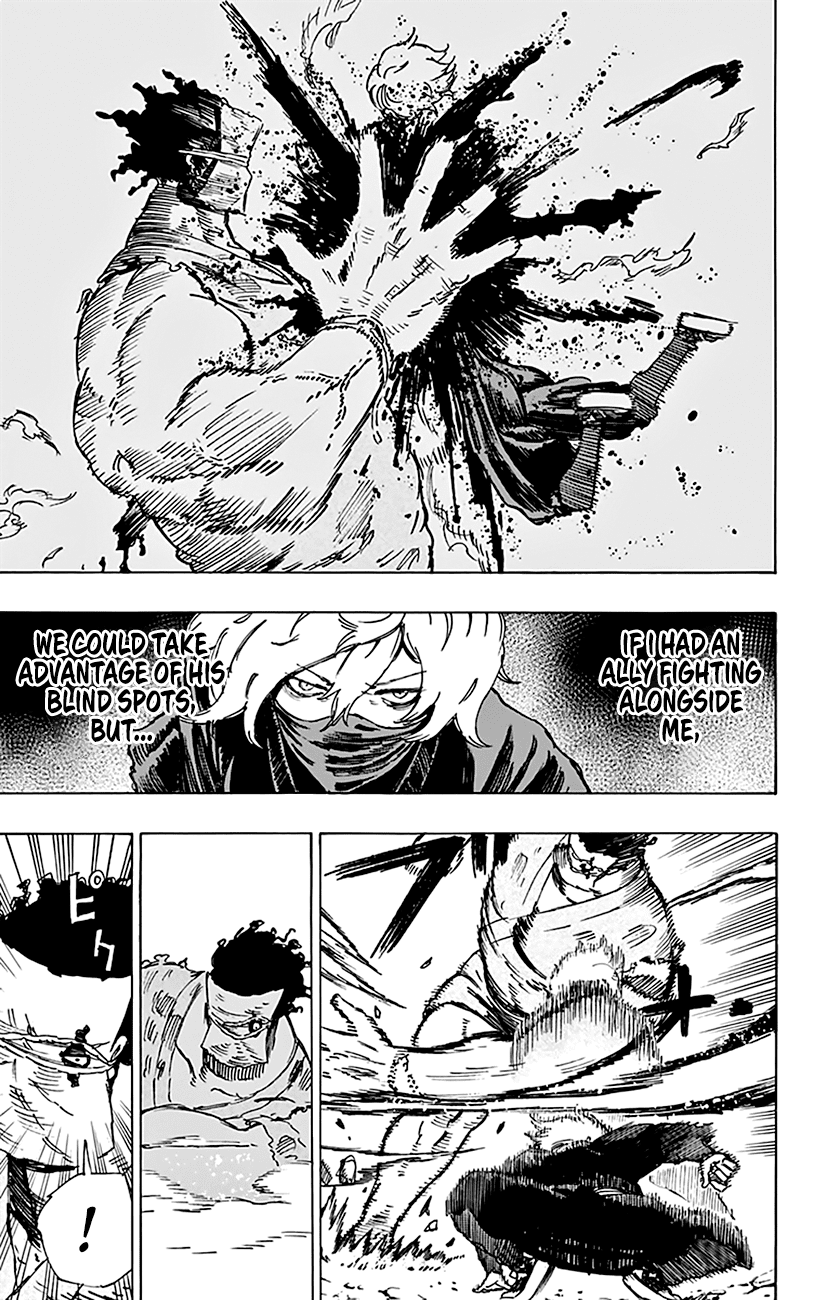 IF I HAD AN
ALLY FIGHTING
ALONGSIDE
ME,
WE COULD TAKE
ADVANTAGE OF HIS
BLIND SPOTS,
BUT...
ピク
!